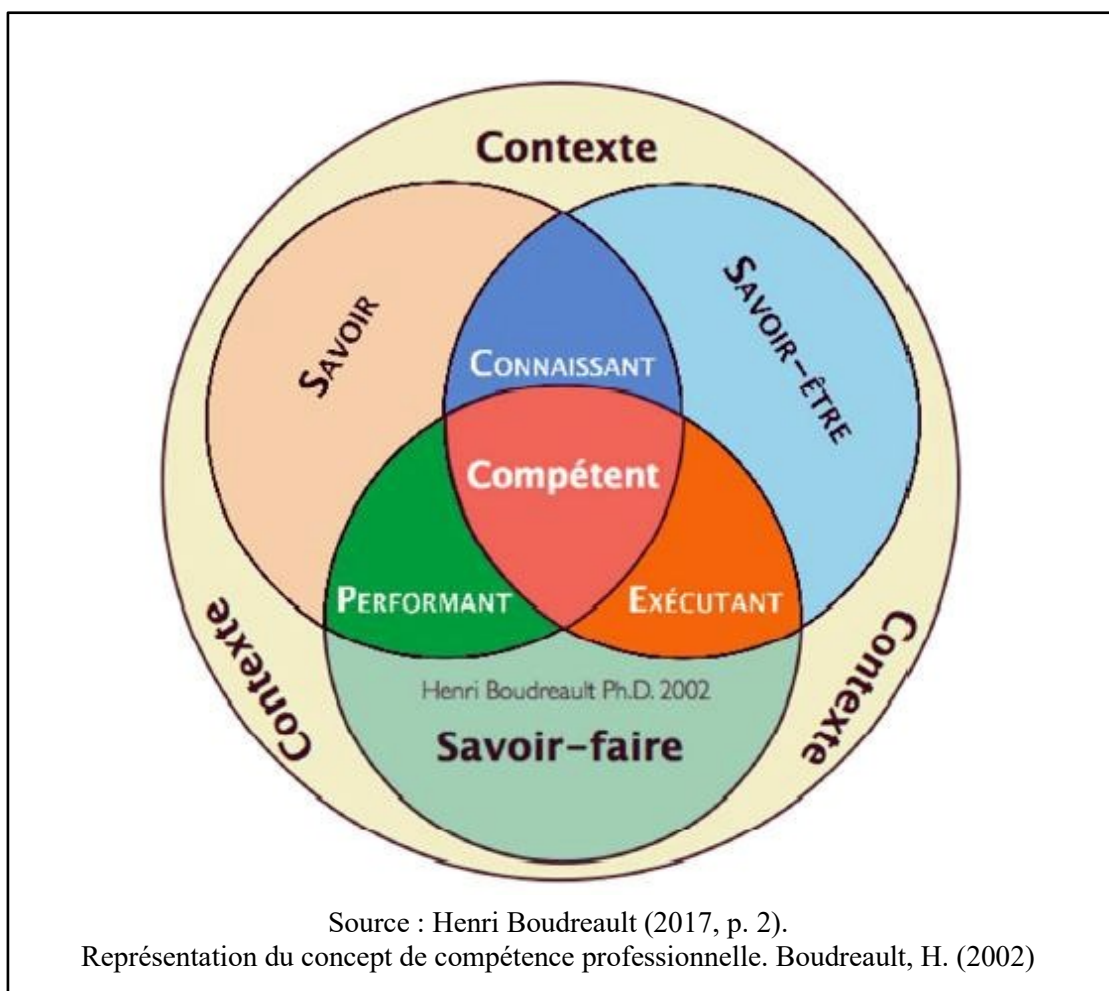 Contexte
SAVOIR
SAVOIR-ÊTRE
CONNAISSANT
Compétent
PERFORMANT
EXÉCUTANT
Contexte
Contexte
Henri Boudreault Ph.D. 2002
Savoir-faire
Source : Henri Boudreault (2017, p. 2).
Représentation du concept de compétence professionnelle. Boudreault, H. (2002)